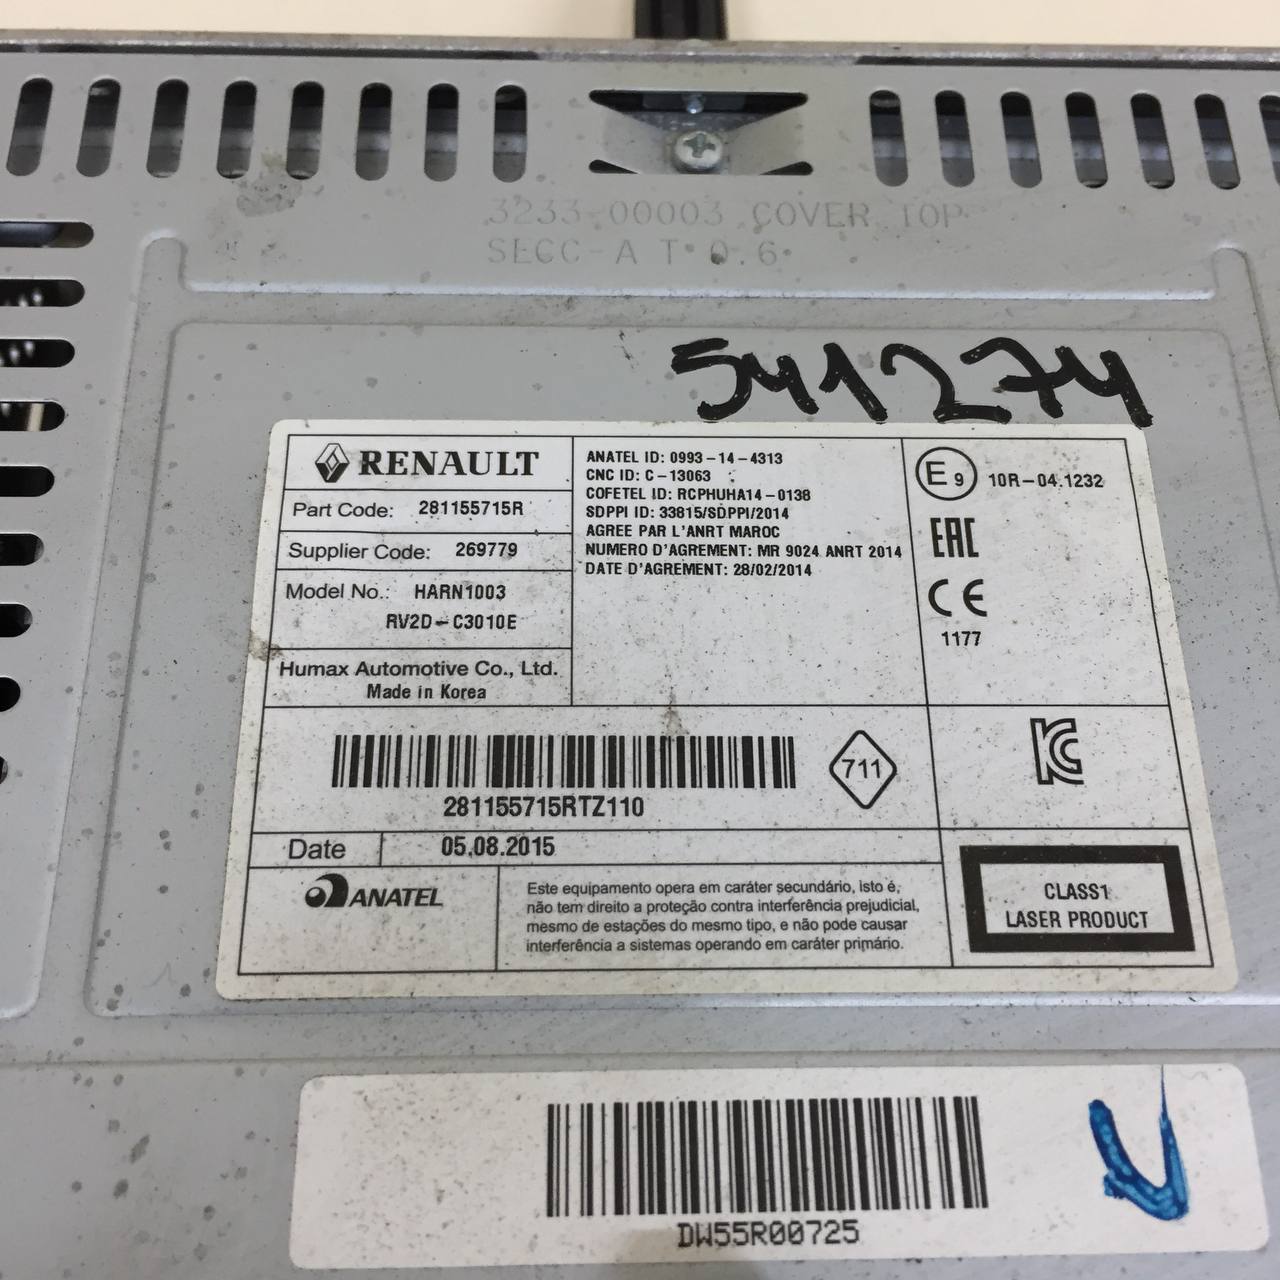 3233-00003 COVER TOP
SECC-A T0.6
541274
RENAULT
Part Code: 281155715R
Supplier Code: 269779
Model No.: HARN1003
RV2D-C3010E
Humax Automotive Co., Ltd.
Made in Korea
ANATEL ID: 0993-14-4313
CNC ID: C-13063
COFETEL ID: RCPHUHA14-0138
SDPPI ID: 33815/SDPPI/2014
AGREE PAR L'ANRT MAROC
NUMERO D'AGREMENT: MR 9024 ANRT 2014
DATE D'AGREMENT: 28/02/2014
E9 10R-04.1232
EAC
CE
1177
281155715RTZ110
711
KC
Date 05.08.2015
ANATEL
Este equipamento opera em caráter secundário, isto é,
não tem direito a proteção contra interferência prejudicial,
mesmo de estações do mesmo tipo, e não pode causar
interferência a sistemas operando em caráter primário.
CLASS1
LASER PRODUCT
DW55R00725